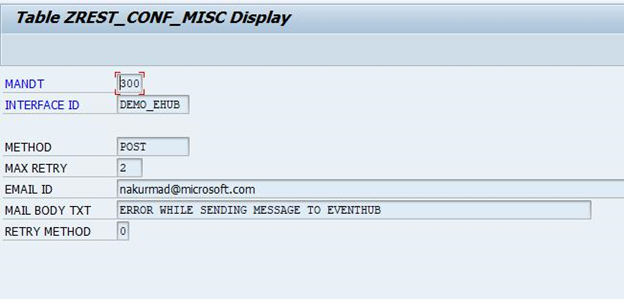 Table ZREST_CONF_MISC Display
MANDT 300
INTERFACE ID DEMO_EHUB
METHOD POST
MAX RETRY 2
EMAIL ID nakurmad@microsoft.com
MAIL BODY TXT ERROR WHILE SENDING MESSAGE TO EVENTHUB
RETRY METHOD 0